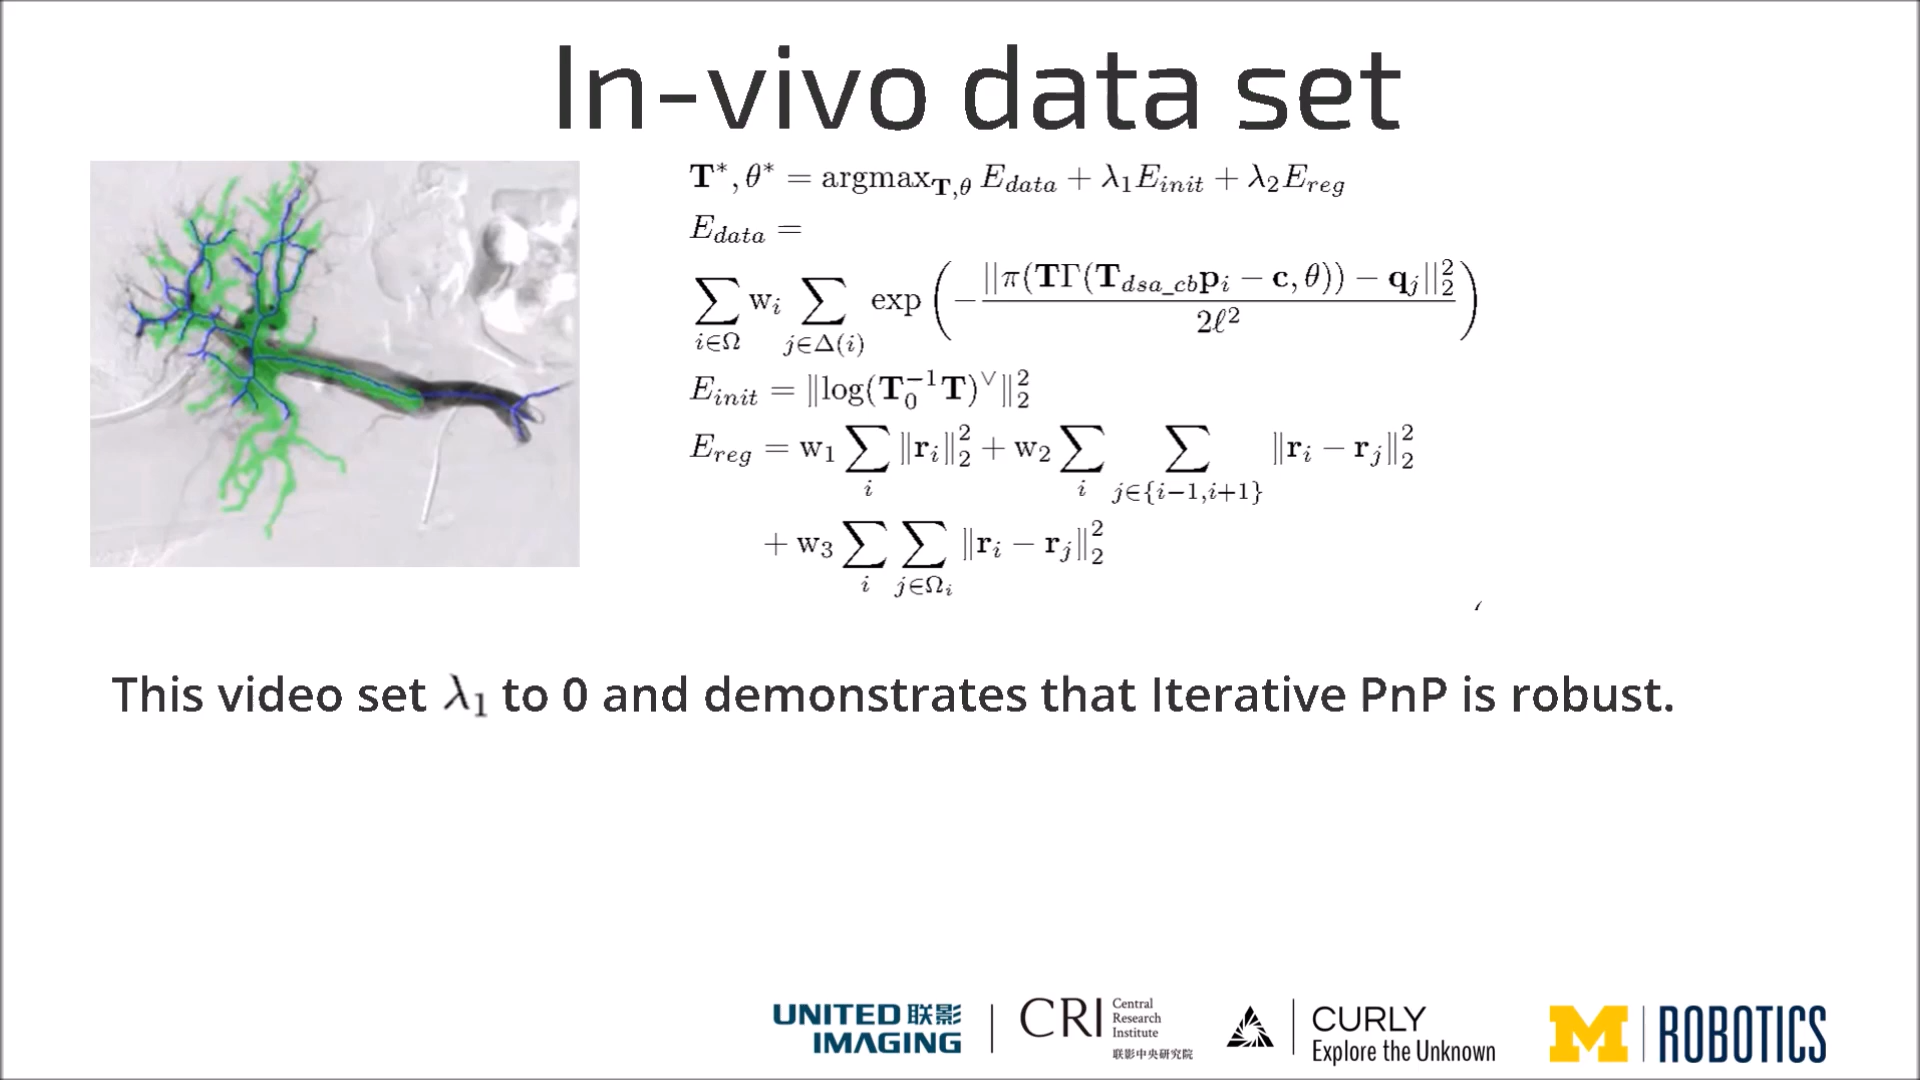 In-vivo data set
T*, θ* = argmax_T,θ E_data + λ₁E_init + λ₂E_reg
E_data =
∑_{i∈Ω} w_i ∑_{j∈Δ(i)} exp ( − ||π(TΓ(T_{dsa_cb}p_i − c, θ)) − q_j||₂² / 2ℓ² )
E_init = ‖log(T₀⁻¹T)^∨‖₂²
E_reg = w₁ ∑_i ‖r_i‖₂² + w₂ ∑_i ∑_{j∈{i−1,i+1}} ‖r_i − r_j‖₂²
+ w₃ ∑_i ∑_{j∈Ω_i} ‖r_i − r_j‖₂²
This video set λ₁ to 0 and demonstrates that Iterative PnP is robust.
UNITED 联影
IMAGING
CRI
Central
Research
Institute
联影中央研究院
CURLY
Explore the Unknown
M ROBOTICS